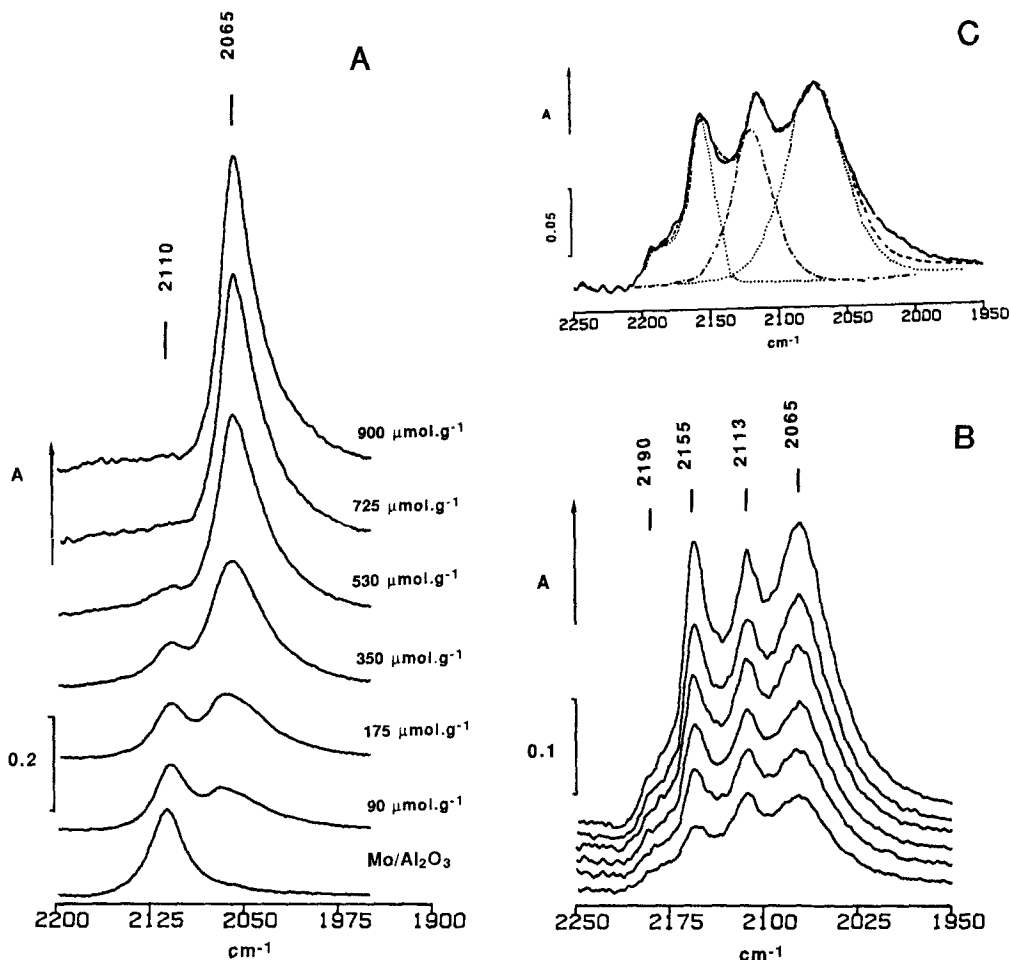 A
2065
2110
A
0.2
900 μmol.g-1
725 μmol.g-1
530 μmol.g-1
350 μmol.g-1
175 μmol.g-1
90 μmol.g-1
Mo/Al2O3
2200 2125 2050 1975 1900
cm-1
C
A
0.05
2250 2200 2150 2100 2050 2000 1950
cm-1
B
2190 2155 2113 2065
A
0.1
2250 2175 2100 2025 1950
cm-1